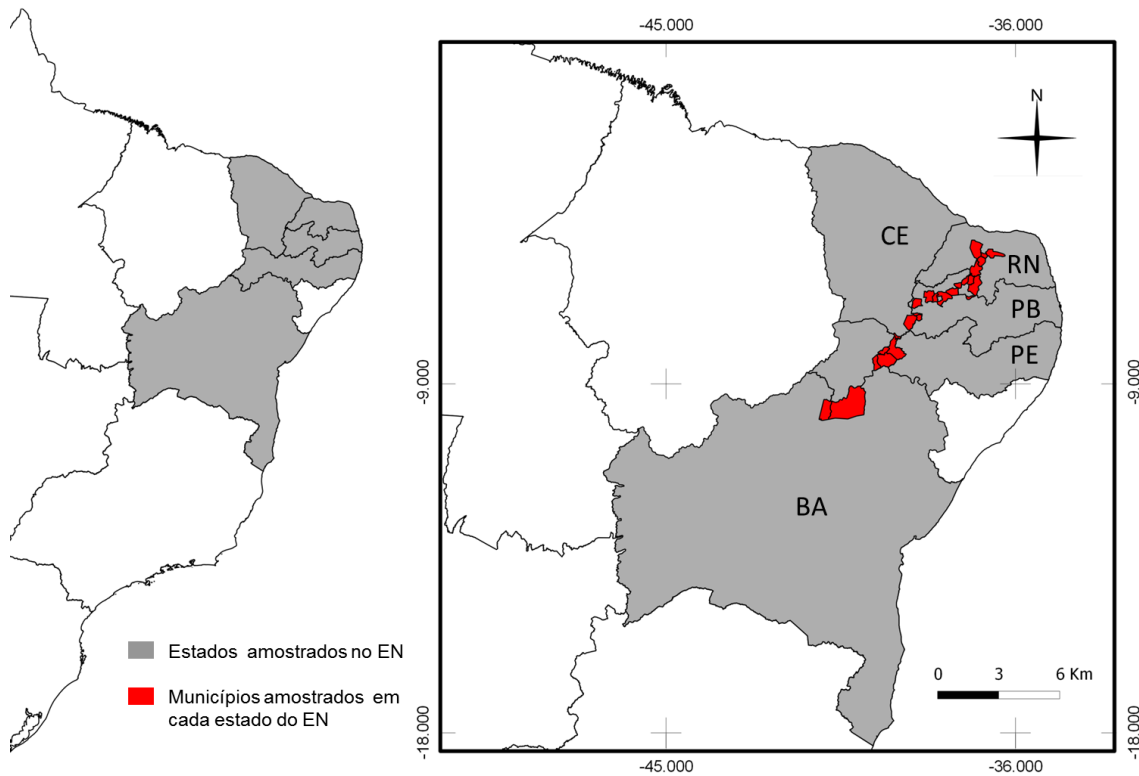 -45.000
-36.000
N
CE
RN
PB
PE
-9.000
-9.000
BA
Estados amostrados no EN
Municípios amostrados em
cada estado do EN
0 3 6 Km
-18.000
-18.000
-45.000
-36.000